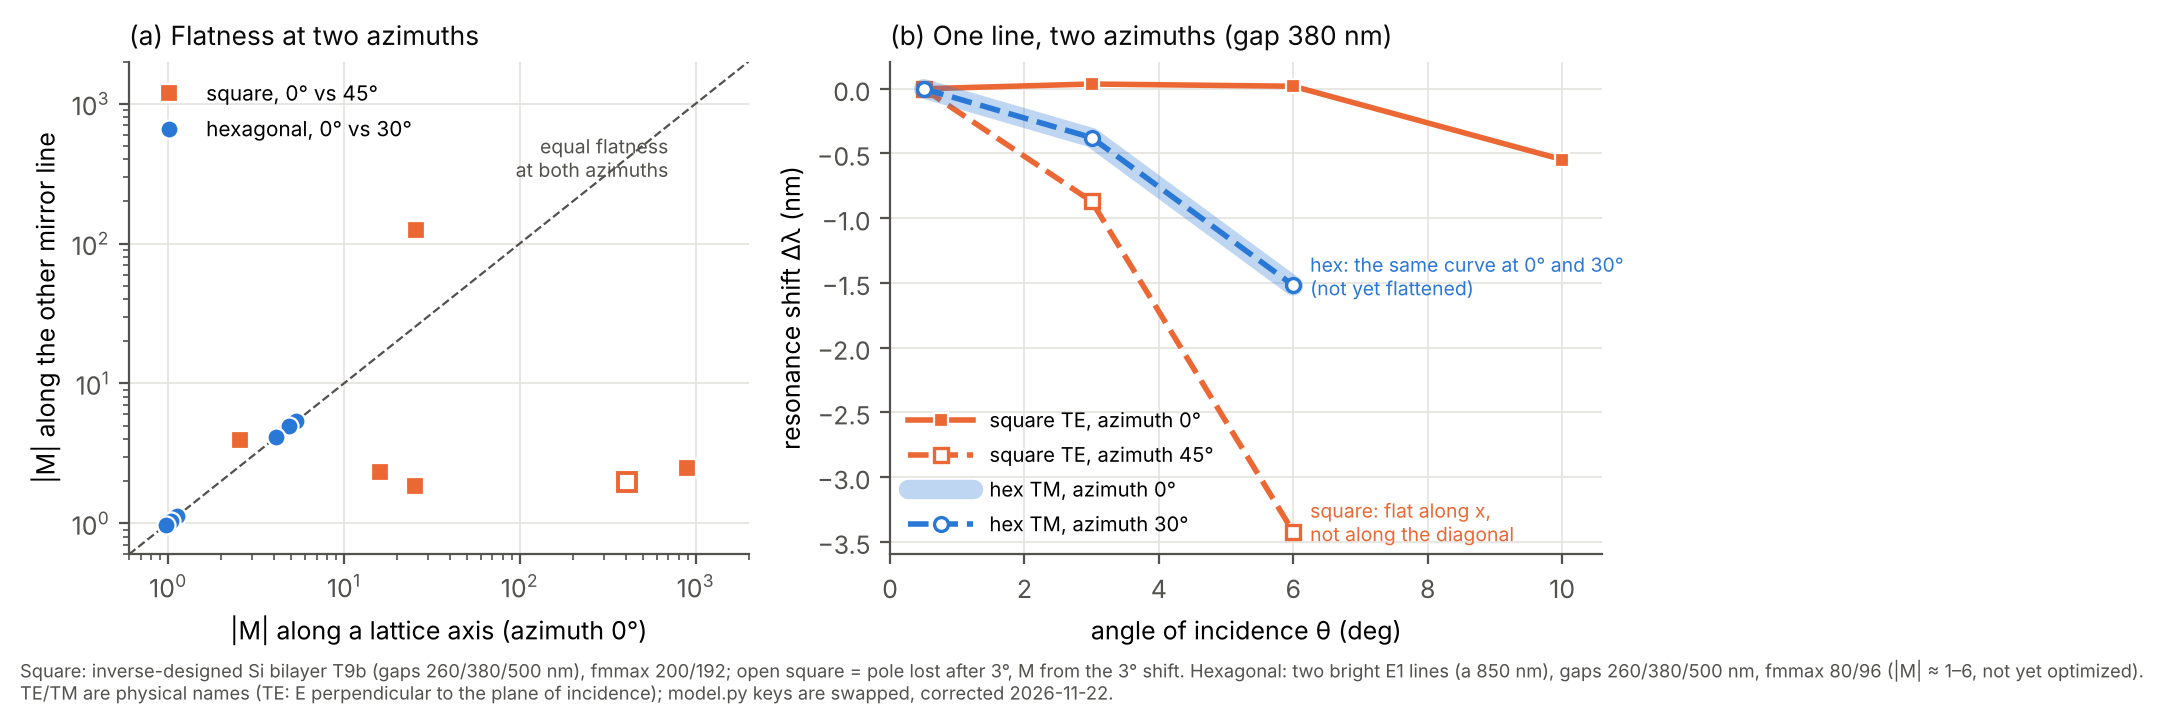 (a) Flatness at two azimuths
square, 0° vs 45°
hexagonal, 0° vs 30°
equal flatness
at both azimuths
10³
10²
10¹
10⁰
10⁰
10¹
10²
10³
|M| along the other mirror line
|M| along a lattice axis (azimuth 0°)
(b) One line, two azimuths (gap 380 nm)
0.0
−0.5
−1.0
−1.5
−2.0
−2.5
−3.0
−3.5
0
2
4
6
8
10
resonance shift Δλ (nm)
angle of incidence θ (deg)
hex: the same curve at 0° and 30°
(not yet flattened)
square TE, azimuth 0°
square TE, azimuth 45°
hex TM, azimuth 0°
hex TM, azimuth 30°
square: flat along x,
not along the diagonal
Square: inverse-designed Si bilayer T9b (gaps 260/380/500 nm), fmmax 200/192; open square = pole lost after 3°, M from the 3° shift. Hexagonal: two bright E1 lines (a 850 nm), gaps 260/380/500 nm, fmmax 80/96 (|M| ≈ 1–6, not yet optimized).
TE/TM are physical names (TE: E perpendicular to the plane of incidence); model.py keys are swapped, corrected 2026-11-22.